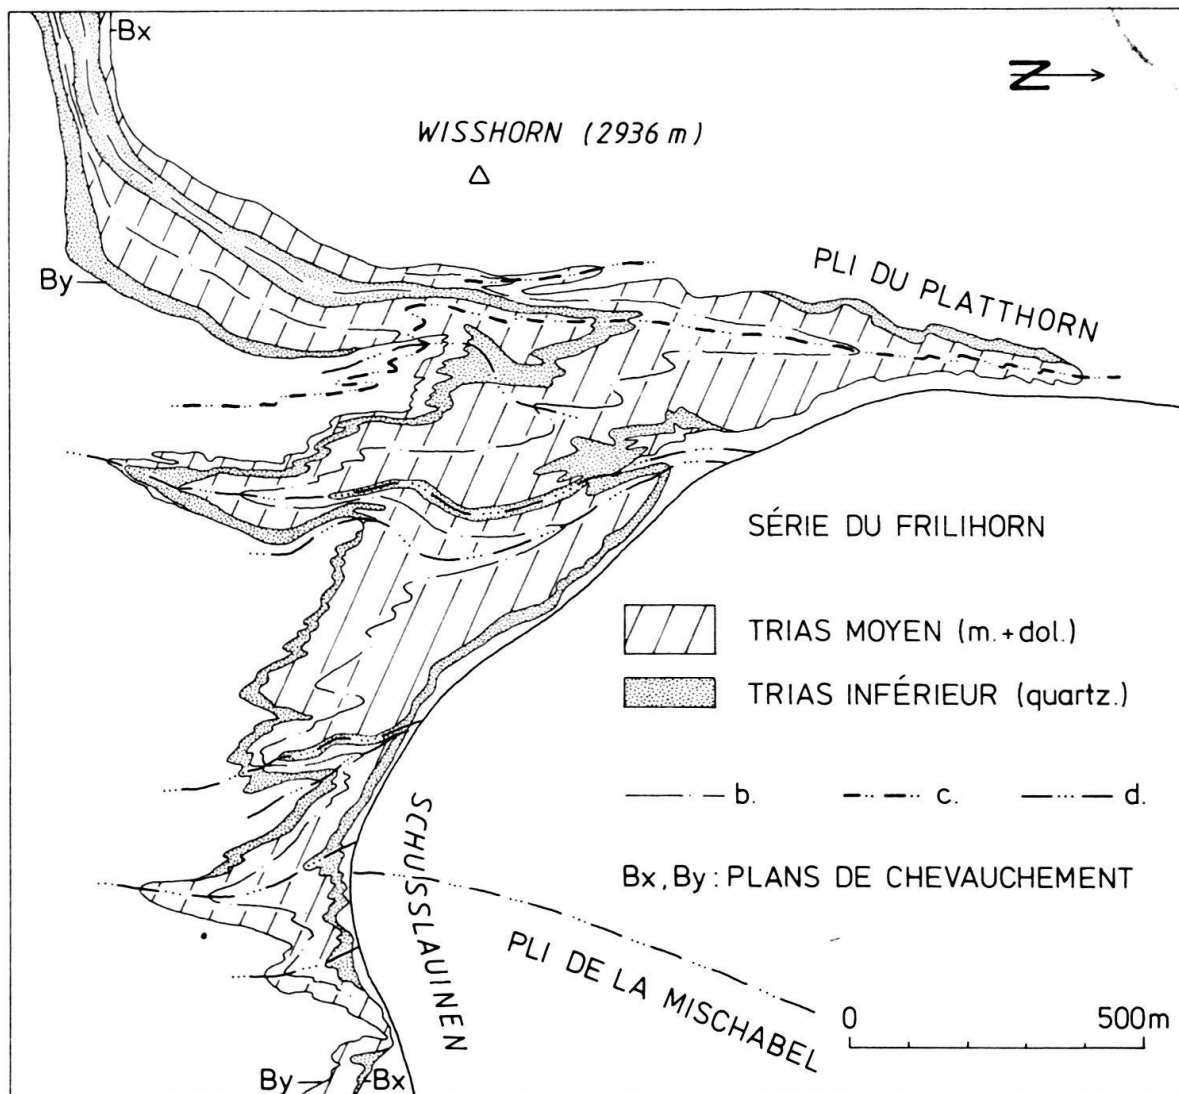 Bx
N
WISSHORN (2936 m)
PLI DU PLATTHORN
By
SÉRIE DU FRILIHORN
TRIAS MOYEN (m.+dol.)
TRIAS INFÉRIEUR (quartz.)
b.
c.
d.
Bx, By: PLANS DE CHEVAUCHEMENT
SCHUSSLAUINEN
PLI DE LA MISCHABEL
0
500m
By
Bx